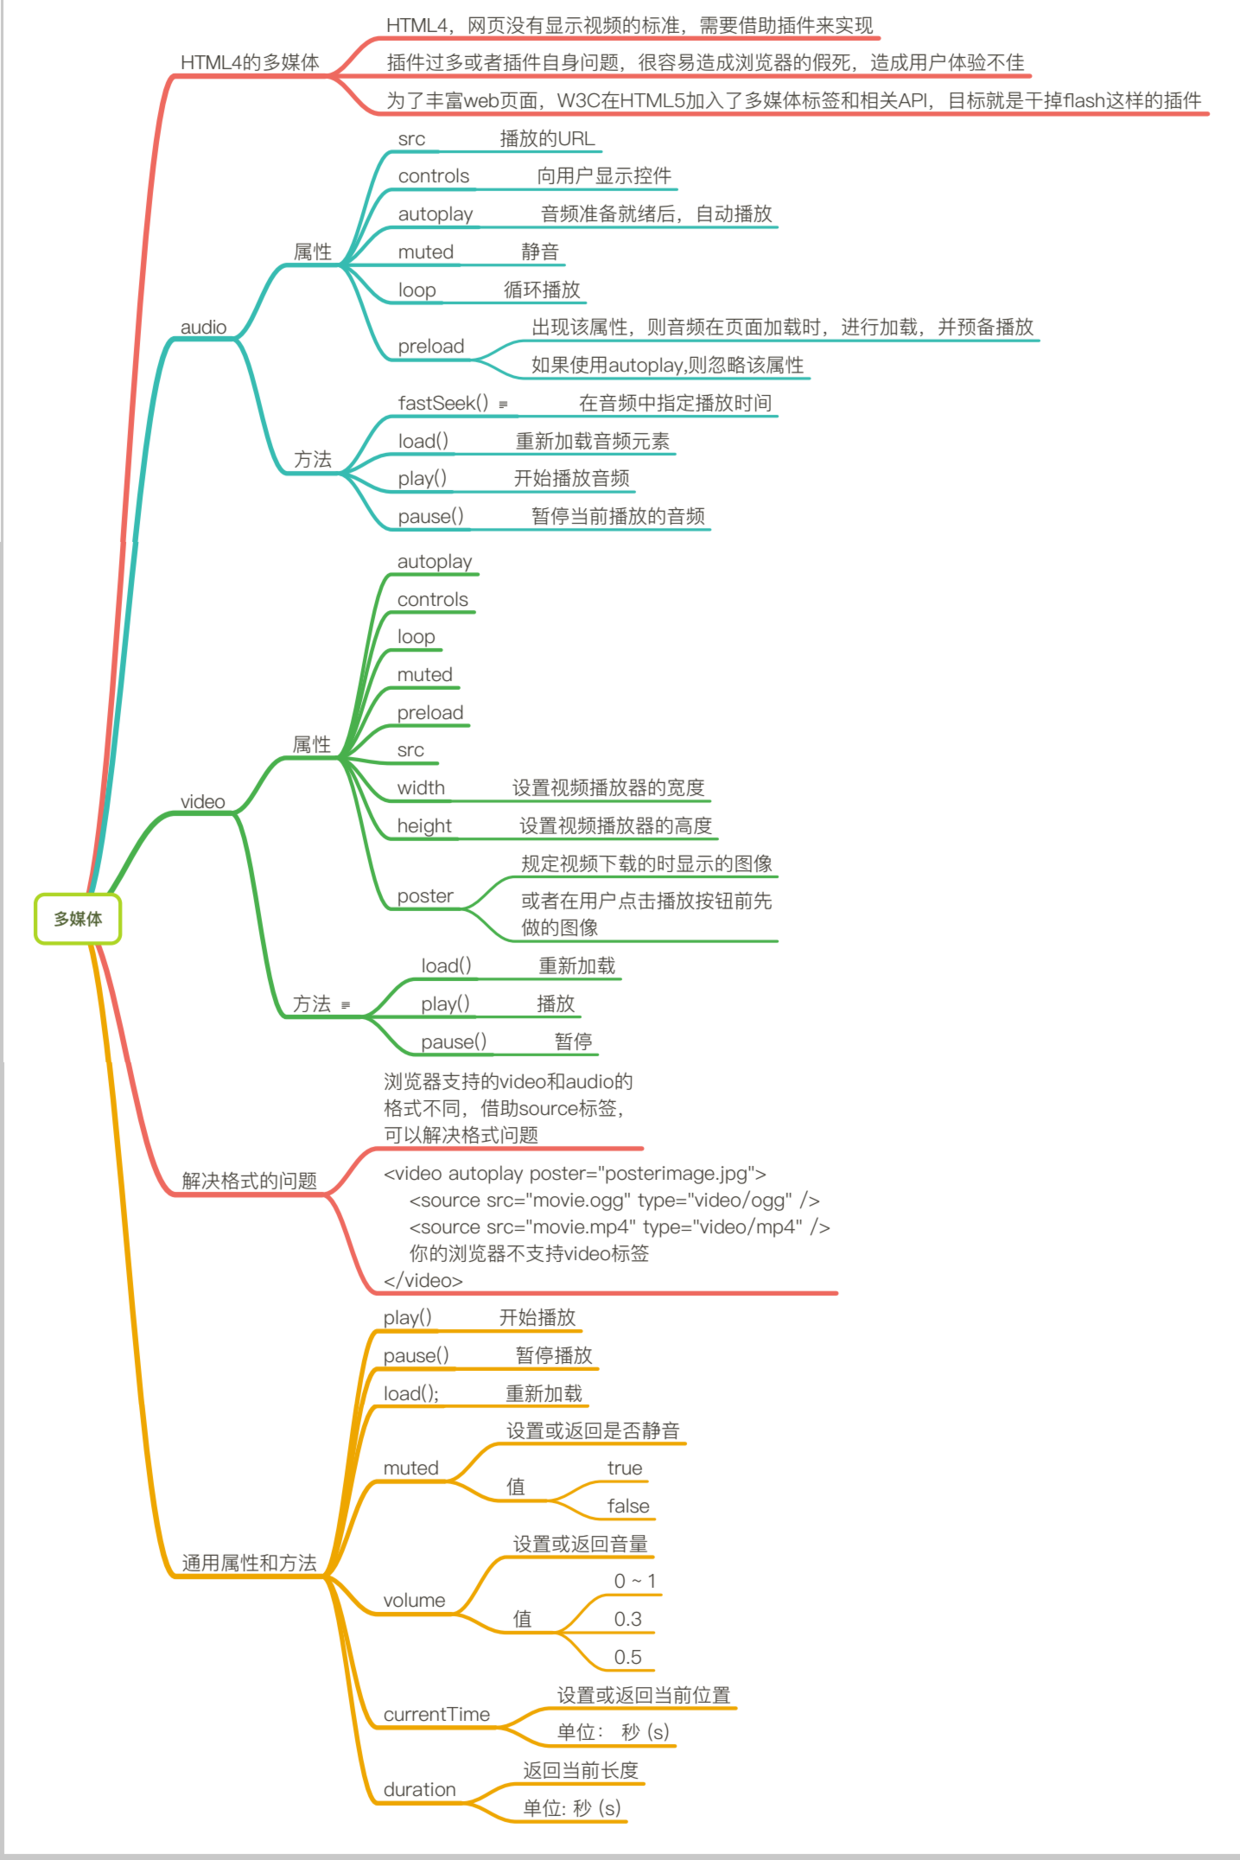 HTML4，网页没有显示视频的标准，需要借助插件来实现
HTML4的多媒体
插件过多或者插件自身问题，很容易造成浏览器的假死，造成用户体验不佳
为了丰富web页面，W3C在HTML5加入了多媒体标签和相关API，目标就是干掉flash这样的插件
src 播放的URL
controls 向用户显示控件
autoplay 音频准备就绪后，自动播放
属性
muted 静音
loop 循环播放
audio
出现该属性，则音频在页面加载时，进行加载，并预备播放
preload
如果使用autoplay,则忽略该属性
fastSeek() 在音频中指定播放时间
load() 重新加载音频元素
方法
play() 开始播放音频
pause() 暂停当前播放的音频
autoplay
controls
loop
muted
preload
属性
src
width 设置视频播放器的宽度
video
height 设置视频播放器的高度
规定视频下载的时显示的图像
poster
或者在用户点击播放按钮前先
做的图像
多媒体
load() 重新加载
方法
play() 播放
pause() 暂停
浏览器支持的video和audio的
格式不同，借助source标签，
可以解决格式问题
解决格式的问题
<video autoplay poster="posterimage.jpg">
<source src="movie.ogg" type="video/ogg" />
<source src="movie.mp4" type="video/mp4" />
你的浏览器不支持video标签
</video>
play() 开始播放
pause() 暂停播放
load(); 重新加载
设置或返回是否静音
muted
值
true
false
设置或返回音量
通用属性和方法
volume
0 ~ 1
值
0.3
0.5
设置或返回当前位置
currentTime
单位： 秒 (s)
返回当前长度
duration
单位: 秒 (s)